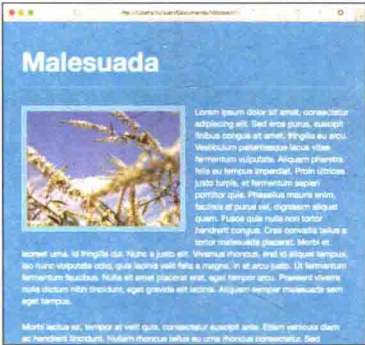 Malesuada
Lorem ipsum dolor sit amet, consectetur
adipiscing elit. Sed eros purus, suscipit
finibus congue sit amet, fringilla eu arcu.
Vestibulum pellentesque lacus vitae
fermentum vulputate. Aliquam pharetra
felis eu tempus imperdiet. Proin ultrices
justo turpis, et fermentum sapien
porttitor quis. Phasellus mauris enim,
facilisis at purus vel, dignissim aliquet
quam. Fusce quis nulla non tortor
hendrerit congue. Cras convallis tellus a
tortor malesuada placerat. Morbi et
laoreet urna, id fringilla dui. Nunc a justo elit. Vivamus rhoncus, erat id aliquet tempus,
leo nunc vulputate odio, quis lacinia velit felis a magna. In et arcu justo. Ut fermentum
fermentum faucibus. Nulla sit amet placerat erat, eget tempor arcu. Praesent viverra
nulla dictum nibh tincidunt, eget gravida elit lacinia. Aliquam semper malesuada sem
eget tempus.
Morbi lectus ex, tempor at velit quis, consectetur suscipit ante. Etiam vehicula diam
ac hendrerit tincidunt. Nullam rhoncus tellus eu urna rhoncus consectetur. Sed